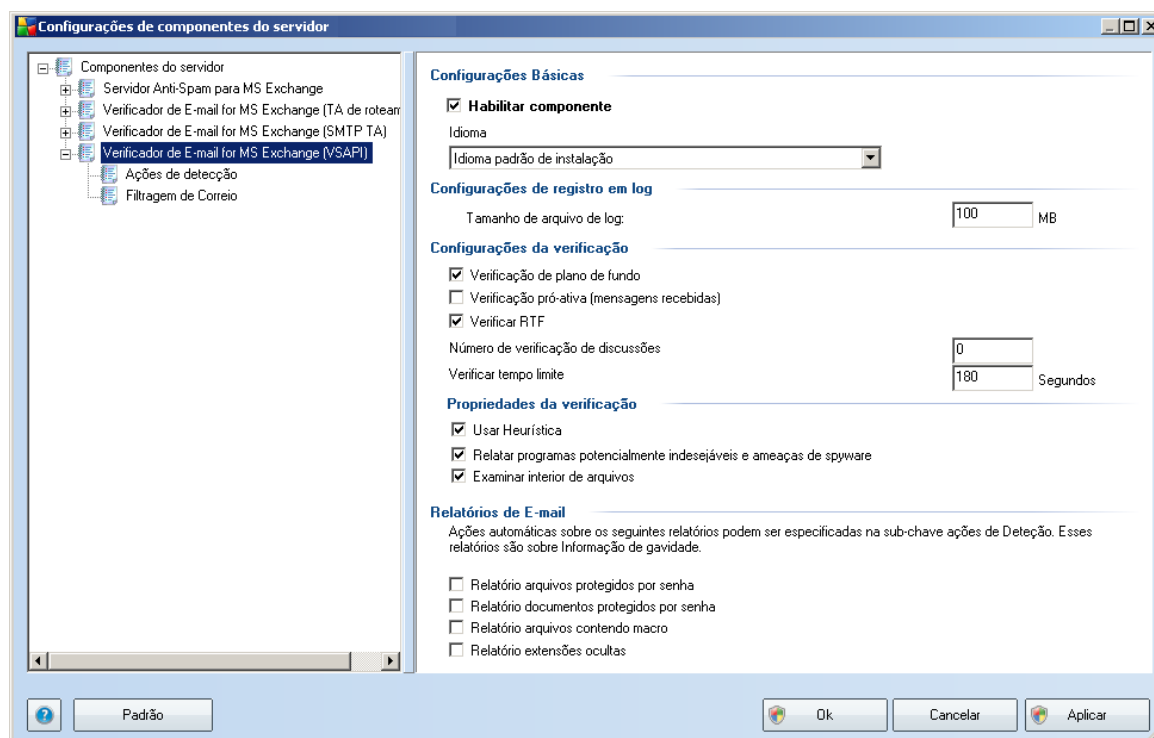 Configurações de componentes do servidor
Componentes do servidor
Servidor Anti-Spam para MS Exchange
Verificador de E-mail for MS Exchange (TA de roteam
Verificador de E-mail for MS Exchange (SMTP TA)
Verificador de E-mail for MS Exchange (VSAPI)
Ações de detecção
Filtragem de Correio
Configurações Básicas
Habilitar componente
Idioma
Idioma padrão de instalação
Configurações de registro em log
Tamanho de arquivo de log: 100 MB
Configurações da verificação
Verificação de plano de fundo
Verificação pró-ativa (mensagens recebidas)
Verificar RTF
Número de verificação de discussões 0
Verificar tempo limite 180 Segundos
Propriedades da verificação
Usar Heurística
Relatar programas potencialmente indesejáveis e ameaças de spyware
Examinar interior de arquivos
Relatórios de E-mail
Ações automáticas sobre os seguintes relatórios podem ser especificadas na sub-chave ações de Deteção. Esses
relatórios são sobre Informação de gavidade.
Relatório arquivos protegidos por senha
Relatório documentos protegidos por senha
Relatório arquivos contendo macro
Relatório extensões ocultas
? Padrão Ok Cancelar Aplicar